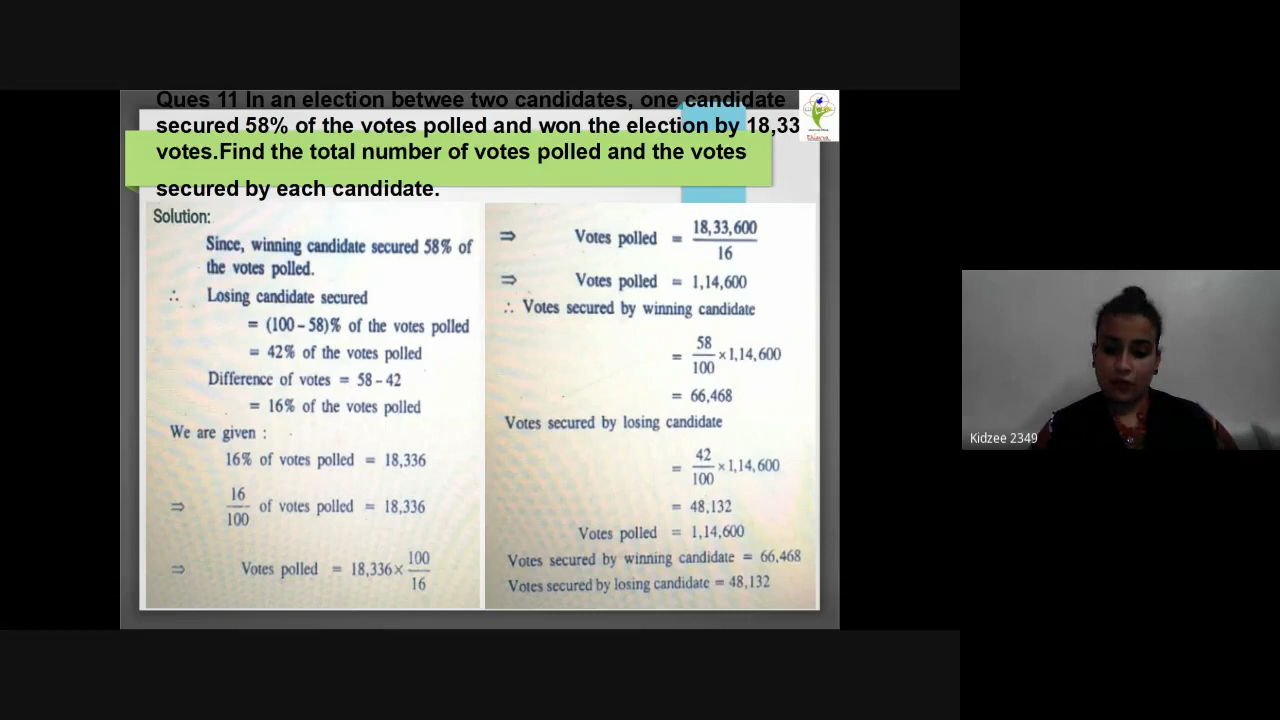 Ques 11 In an election betwee two candidates, one candidate
secured 58% of the votes polled and won the election by 18,33
votes.Find the total number of votes polled and the votes
secured by each candidate.
Solution:
Since, winning candidate secured 58% of
the votes polled.
∴ Losing candidate secured
= (100 – 58)% of the votes polled
= 42% of the votes polled
Difference of votes = 58 – 42
= 16% of the votes polled
We are given :
16% of votes polled = 18,336
⇒ 16/100 of votes polled = 18,336
⇒ Votes polled = 18,336 × 100/16
⇒ Votes polled = 18,33,600/16
⇒ Votes polled = 1,14,600
∴ Votes secured by winning candidate
= 58/100 × 1,14,600
= 66,468
Votes secured by losing candidate
= 42/100 × 1,14,600
= 48,132
Votes polled = 1,14,600
Votes secured by winning candidate = 66,468
Votes secured by losing candidate = 48,132
Kidzee 2349